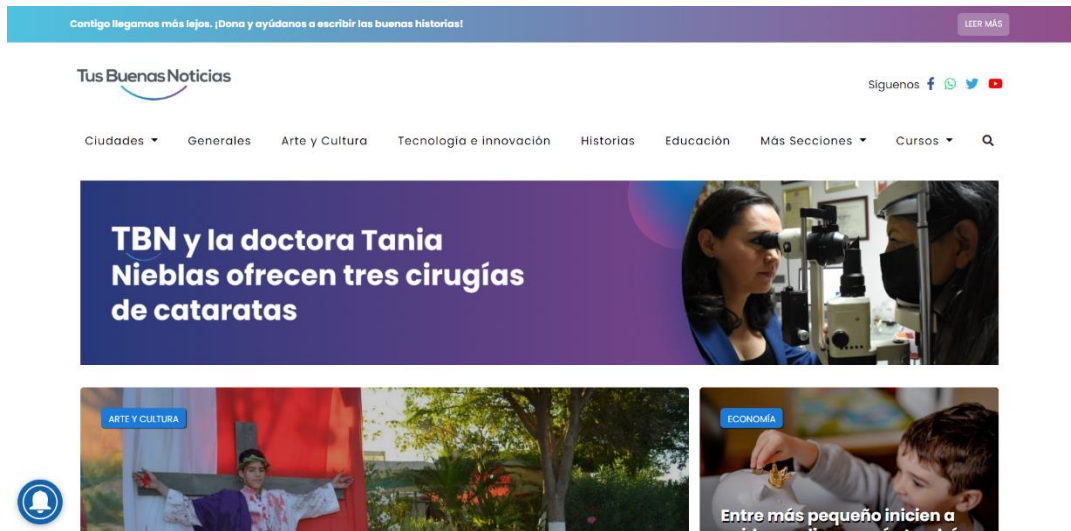 Contigo llegamos más lejos. ¡Dona y ayúdanos a escribir las buenas historias!
LEER MÁS
Tus Buenas Noticias
Síguenos
Ciudades
Generales
Arte y Cultura
Tecnología e innovación
Historias
Educación
Más Secciones
Cursos
TBN y la doctora Tania
Nieblas ofrecen tres cirugías
de cataratas
ARTE Y CULTURA
ECONOMÍA
Entre más pequeño inicien a